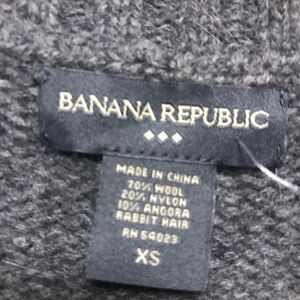 BANANA REPUBLIC
MADE IN CHINA
70% WOOL
20% NYLON
10% ANGORA
RABBIT HAIR
RN 54023
XS